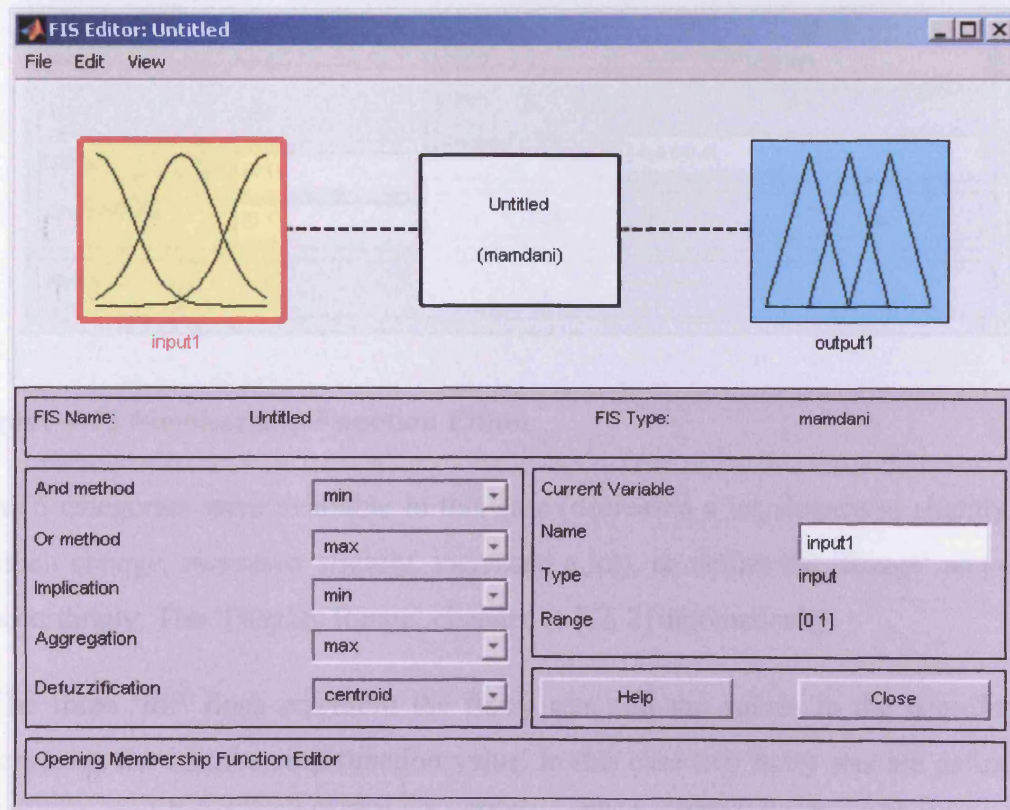 FIS Editor: Untitled
File Edit View
Untitled
(mamdani)
input1
output1
FIS Name: Untitled FIS Type: mamdani
And method min
Or method max
Implication min
Aggregation max
Defuzzification centroid
Current Variable
Name input1
Type input
Range [0 1]
Help Close
Opening Membership Function Editor